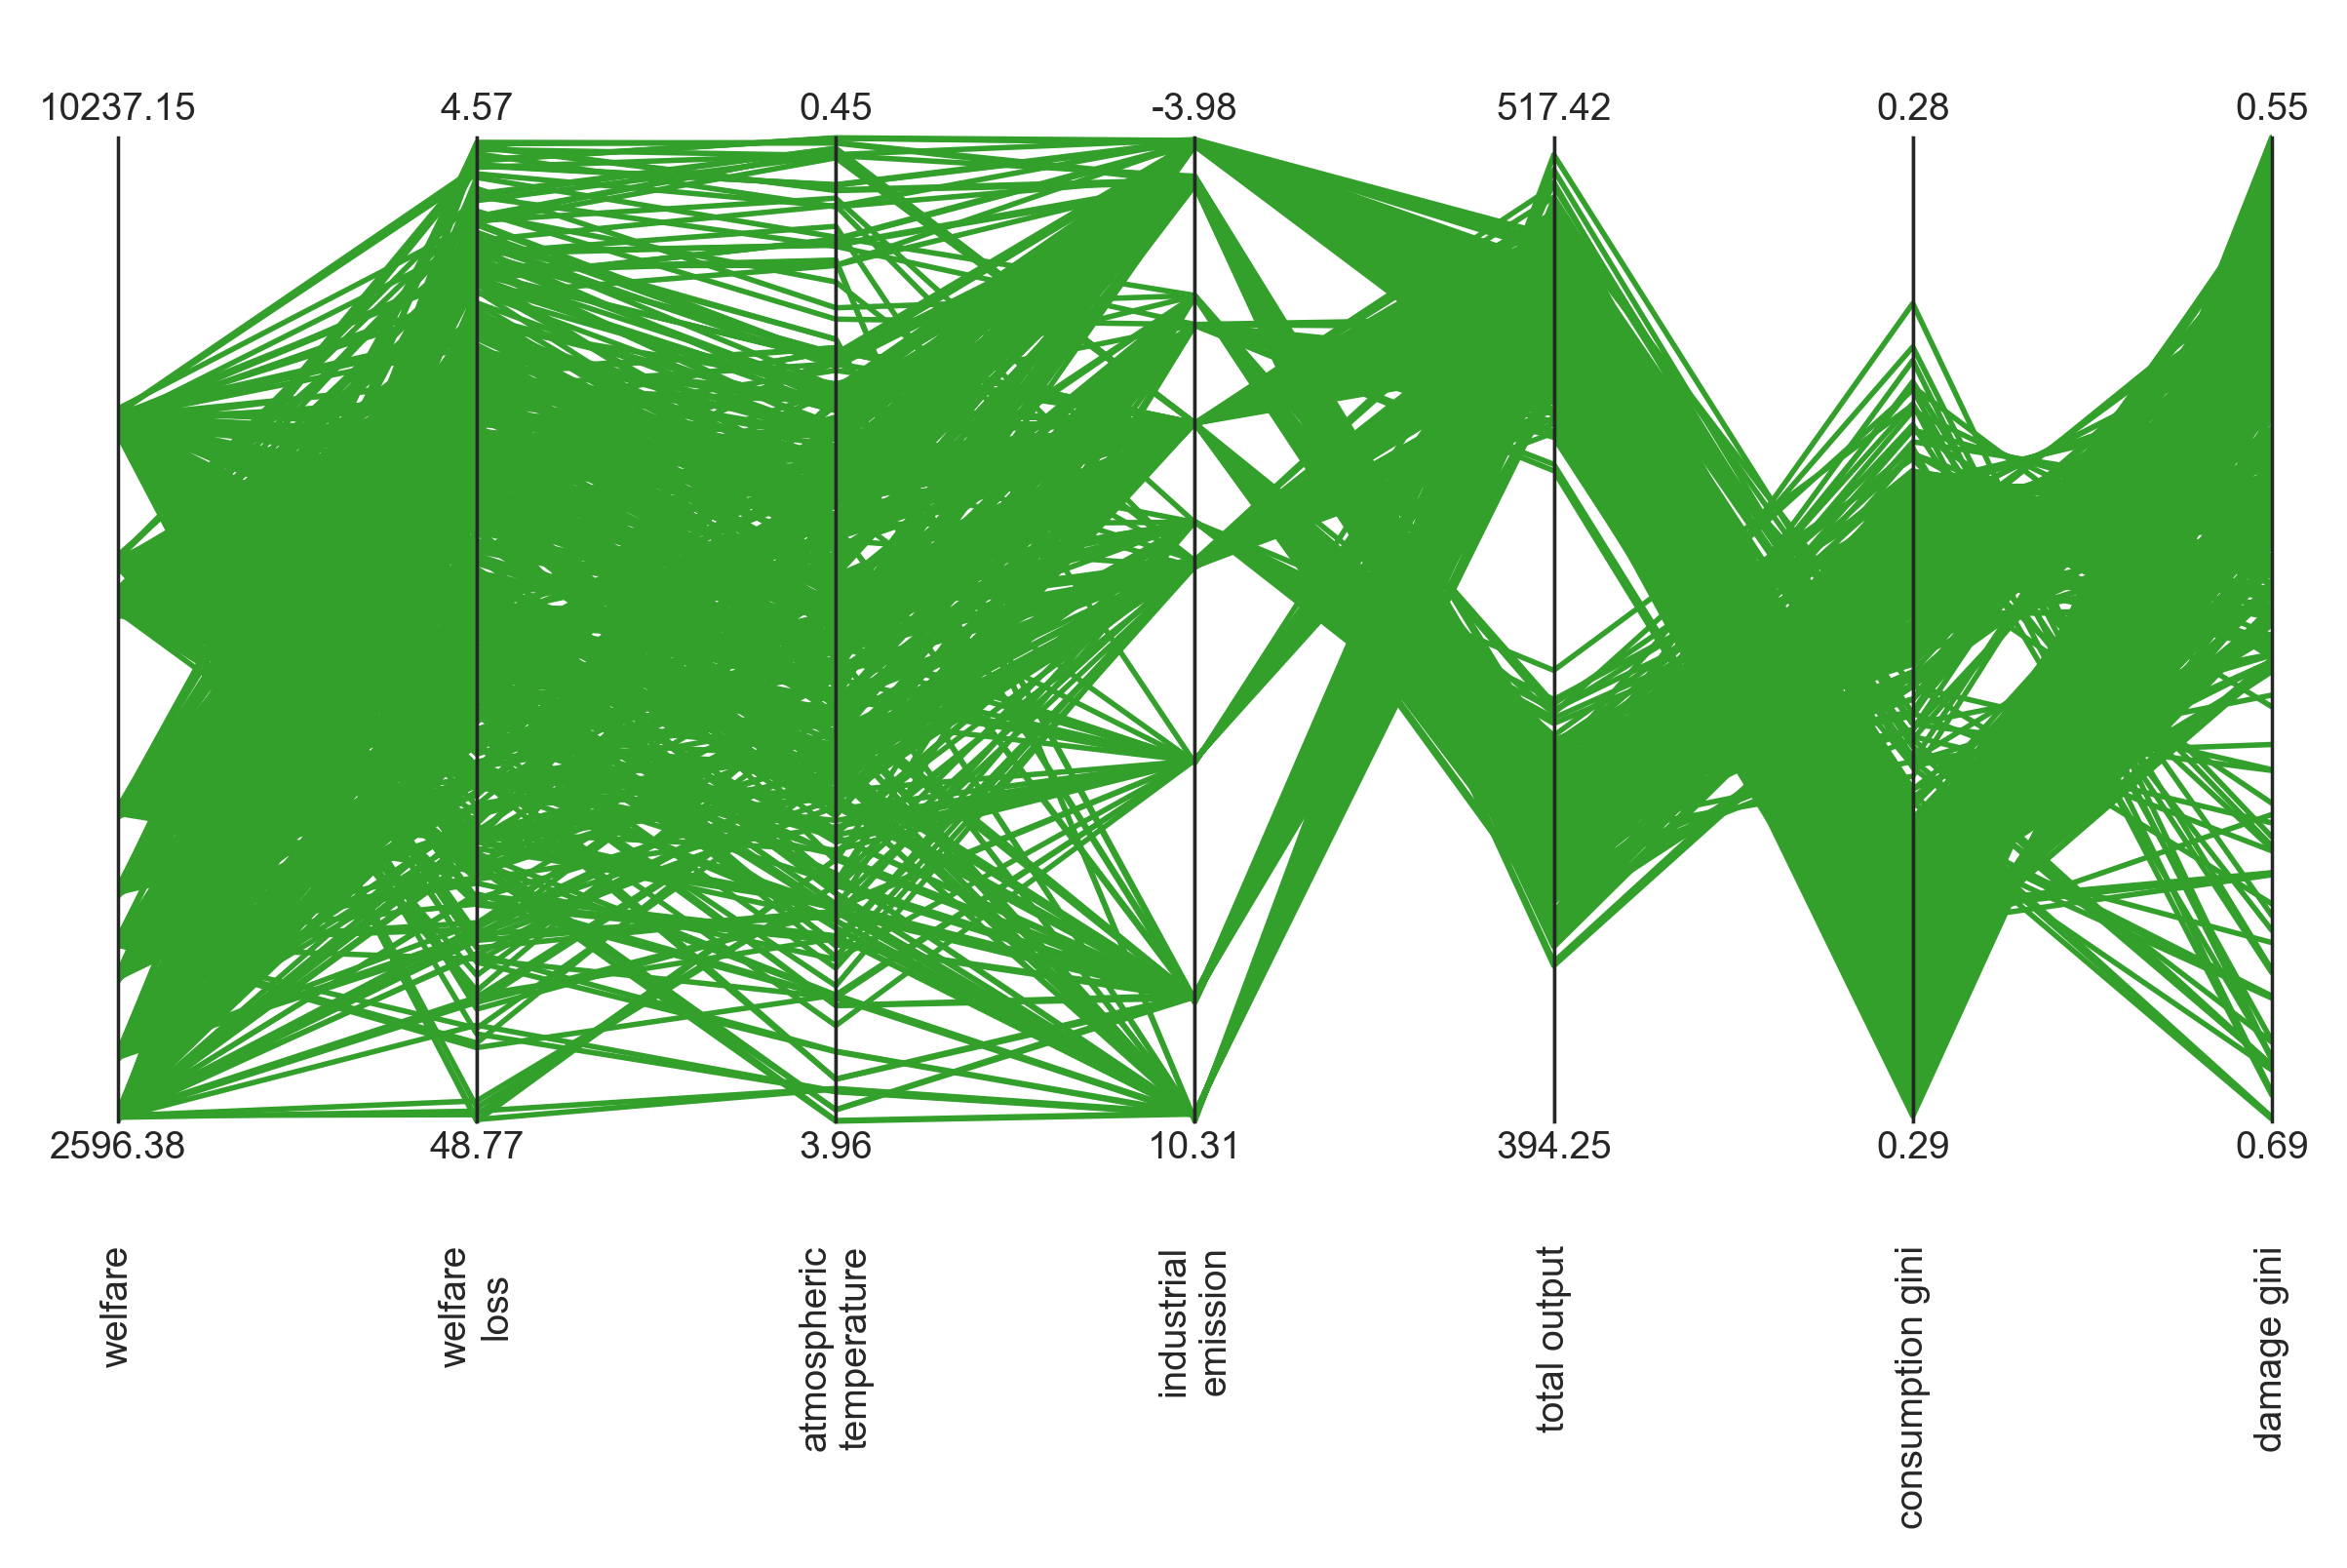 10237.15
4.57
0.45
-3.98
517.42
0.28
0.55
2596.38
48.77
3.96
10.31
394.25
0.29
0.69
welfare
welfare
loss
atmospheric
temperature
industrial
emission
total output
consumption gini
damage gini